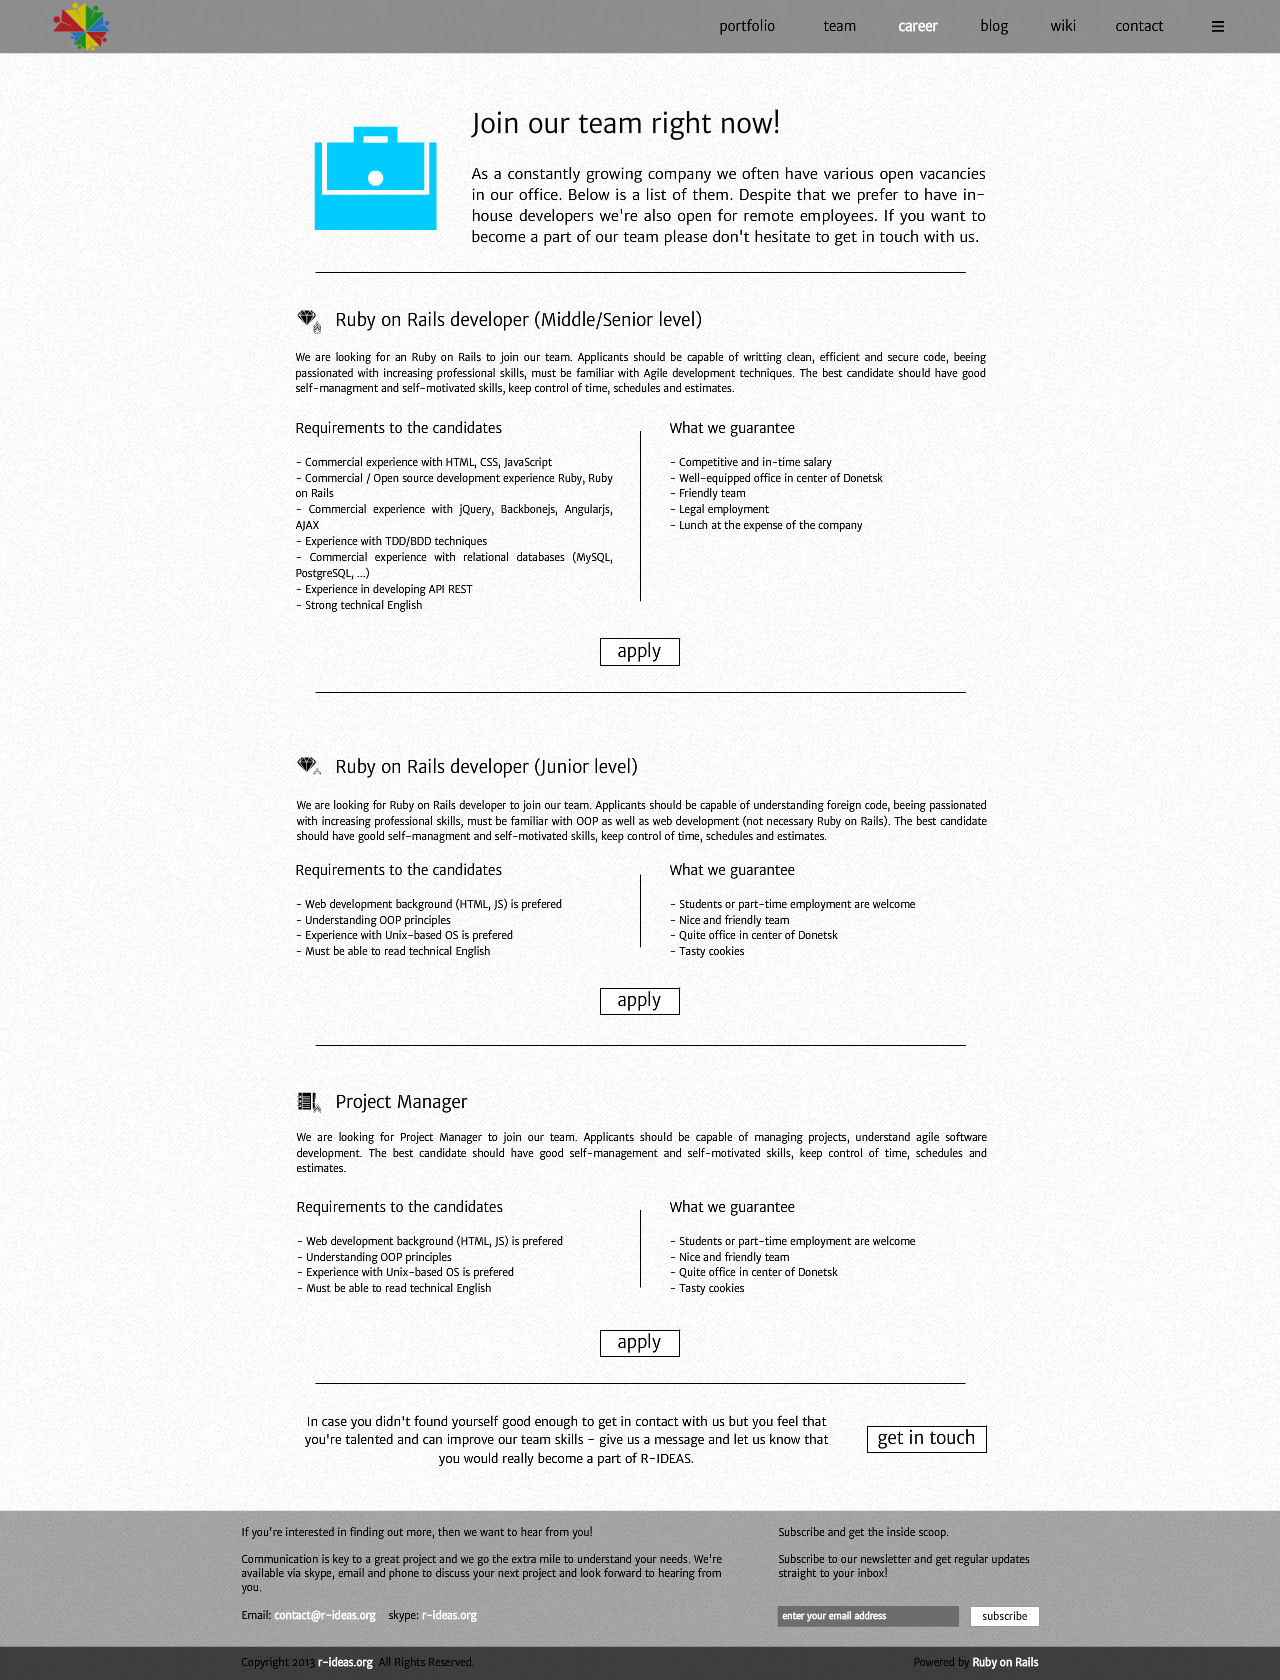 portfolio team career blog wiki contact
Join our team right now!
As a constantly growing company we often have various open vacancies
in our office. Below is a list of them. Despite that we prefer to have in-
house developers we're also open for remote employees. If you want to
become a part of our team please don't hesitate to get in touch with us.
Ruby on Rails developer (Middle/Senior level)
We are looking for an Ruby on Rails to join our team. Applicants should be capable of writting clean, efficient and secure code, beeing
passionated with increasing professional skills, must be familiar with Agile development techniques. The best candidate should have good
self-managment and self-motivated skills, keep control of time, schedules and estimates.
Requirements to the candidates
- Commercial experience with HTML, CSS, JavaScript
- Commercial / Open source development experience Ruby, Ruby
on Rails
- Commercial experience with jQuery, Backbonejs, Angularjs,
AJAX
- Experience with TDD/BDD techniques
- Commercial experience with relational databases (MySQL,
PostgreSQL, ...)
- Experience in developing API REST
- Strong technical English
What we guarantee
- Competitive and in-time salary
- Well-equipped office in center of Donetsk
- Friendly team
- Legal employment
- Lunch at the expense of the company
apply
Ruby on Rails developer (Junior level)
We are looking for Ruby on Rails developer to join our team. Applicants should be capable of understanding foreign code, beeing passionated
with increasing professional skills, must be familiar with OOP as well as web development (not necessary Ruby on Rails). The best candidate
should have goold self-managment and self-motivated skills, keep control of time, schedules and estimates.
Requirements to the candidates
- Web development background (HTML, JS) is prefered
- Understanding OOP principles
- Experience with Unix-based OS is prefered
- Must be able to read technical English
What we guarantee
- Students or part-time employment are welcome
- Nice and friendly team
- Quite office in center of Donetsk
- Tasty cookies
apply
Project Manager
We are looking for Project Manager to join our team. Applicants should be capable of managing projects, understand agile software
development. The best candidate should have good self-management and self-motivated skills, keep control of time, schedules and
estimates.
Requirements to the candidates
- Web development background (HTML, JS) is prefered
- Understanding OOP principles
- Experience with Unix-based OS is prefered
- Must be able to read technical English
What we guarantee
- Students or part-time employment are welcome
- Nice and friendly team
- Quite office in center of Donetsk
- Tasty cookies
apply
In case you didn't found yourself good enough to get in contact with us but you feel that
you're talented and can improve our team skills - give us a message and let us know that
you would really become a part of R-IDEAS.
get in touch
If you're interested in finding out more, then we want to hear from you!
Communication is key to a great project and we go the extra mile to understand your needs. We're
available via skype, email and phone to discuss your next project and look forward to hearing from
you.
Email: contact@r-ideas.org skype: r-ideas.org
Subscribe and get the inside scoop.
Subscribe to our newsletter and get regular updates
straight to your inbox!
enter your email address
subscribe
Copyright 2013 r-ideas.org All Rights Reserved.
Powered by Ruby on Rails